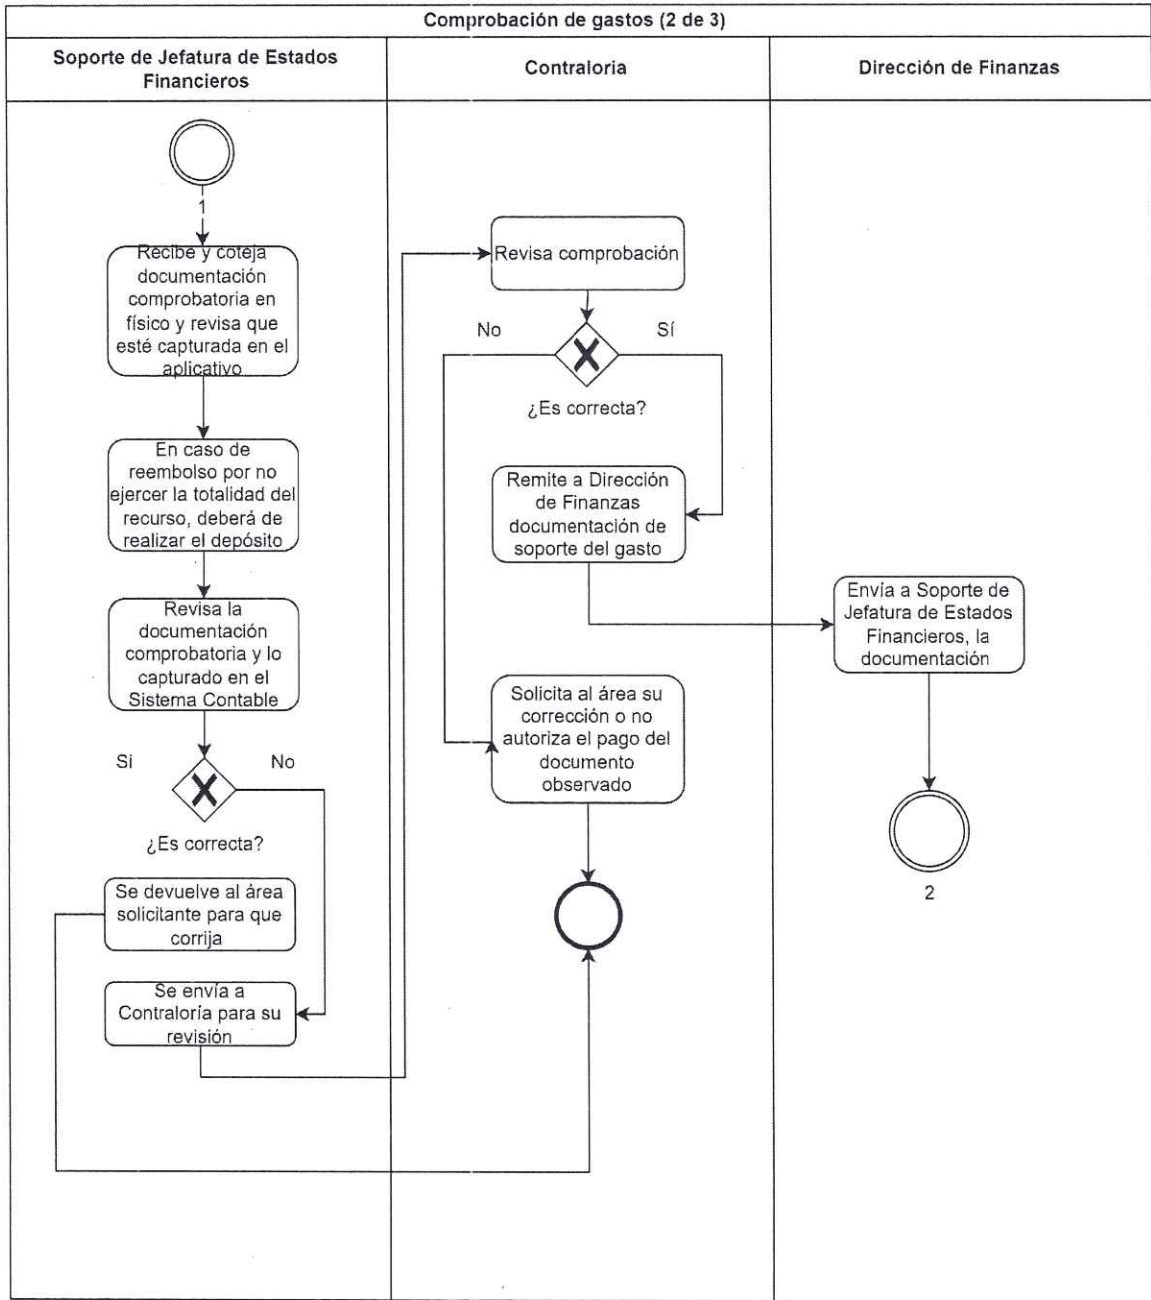 Comprobación de gastos (2 de 3)
Soporte de Jefatura de Estados
Financieros
Contraloria
Dirección de Finanzas
1
Recibe y coteja
documentación
comprobatoria en
físico y revisa que
esté capturada en el
aplicativo
En caso de
reembolso por no
ejercer la totalidad del
recurso, deberá de
realizar el depósito
Revisa la
documentación
comprobatoria y lo
capturado en el
Sistema Contable
Si
No
¿Es correcta?
Se devuelve al área
solicitante para que
corrija
Se envía a
Contraloría para su
revisión
Revisa comprobación
No
Sí
¿Es correcta?
Remite a Dirección
de Finanzas
documentación de
soporte del gasto
Solicita al área su
corrección o no
autoriza el pago del
documento
observado
Envía a Soporte de
Jefatura de Estados
Financieros, la
documentación
2